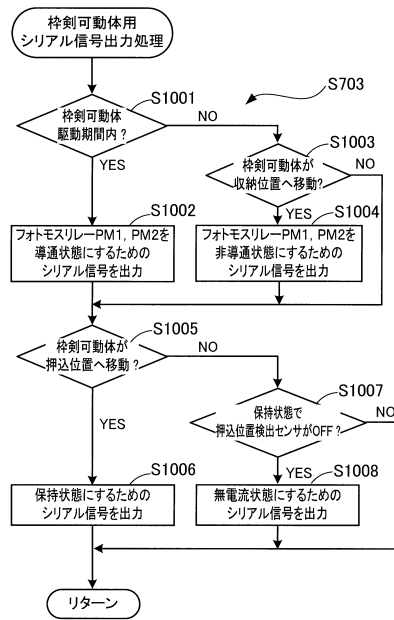 枠剣可動体用
シリアル信号出力処理
S703
S1001
枠剣可動体
駆動期間内?
NO
YES
S1003
枠剣可動体が
収納位置へ移動?
NO
YES
S1002
フォトモスリレーPM1, PM2を
導通状態にするための
シリアル信号を出力
S1004
フォトモスリレーPM1, PM2を
非導通状態にするための
シリアル信号を出力
S1005
枠剣可動体が
押込位置へ移動?
NO
YES
S1007
保持状態で
押込位置検出センサがOFF?
NO
YES
S1006
保持状態にするための
シリアル信号を出力
S1008
無電流状態にするための
シリアル信号を出力
リターン